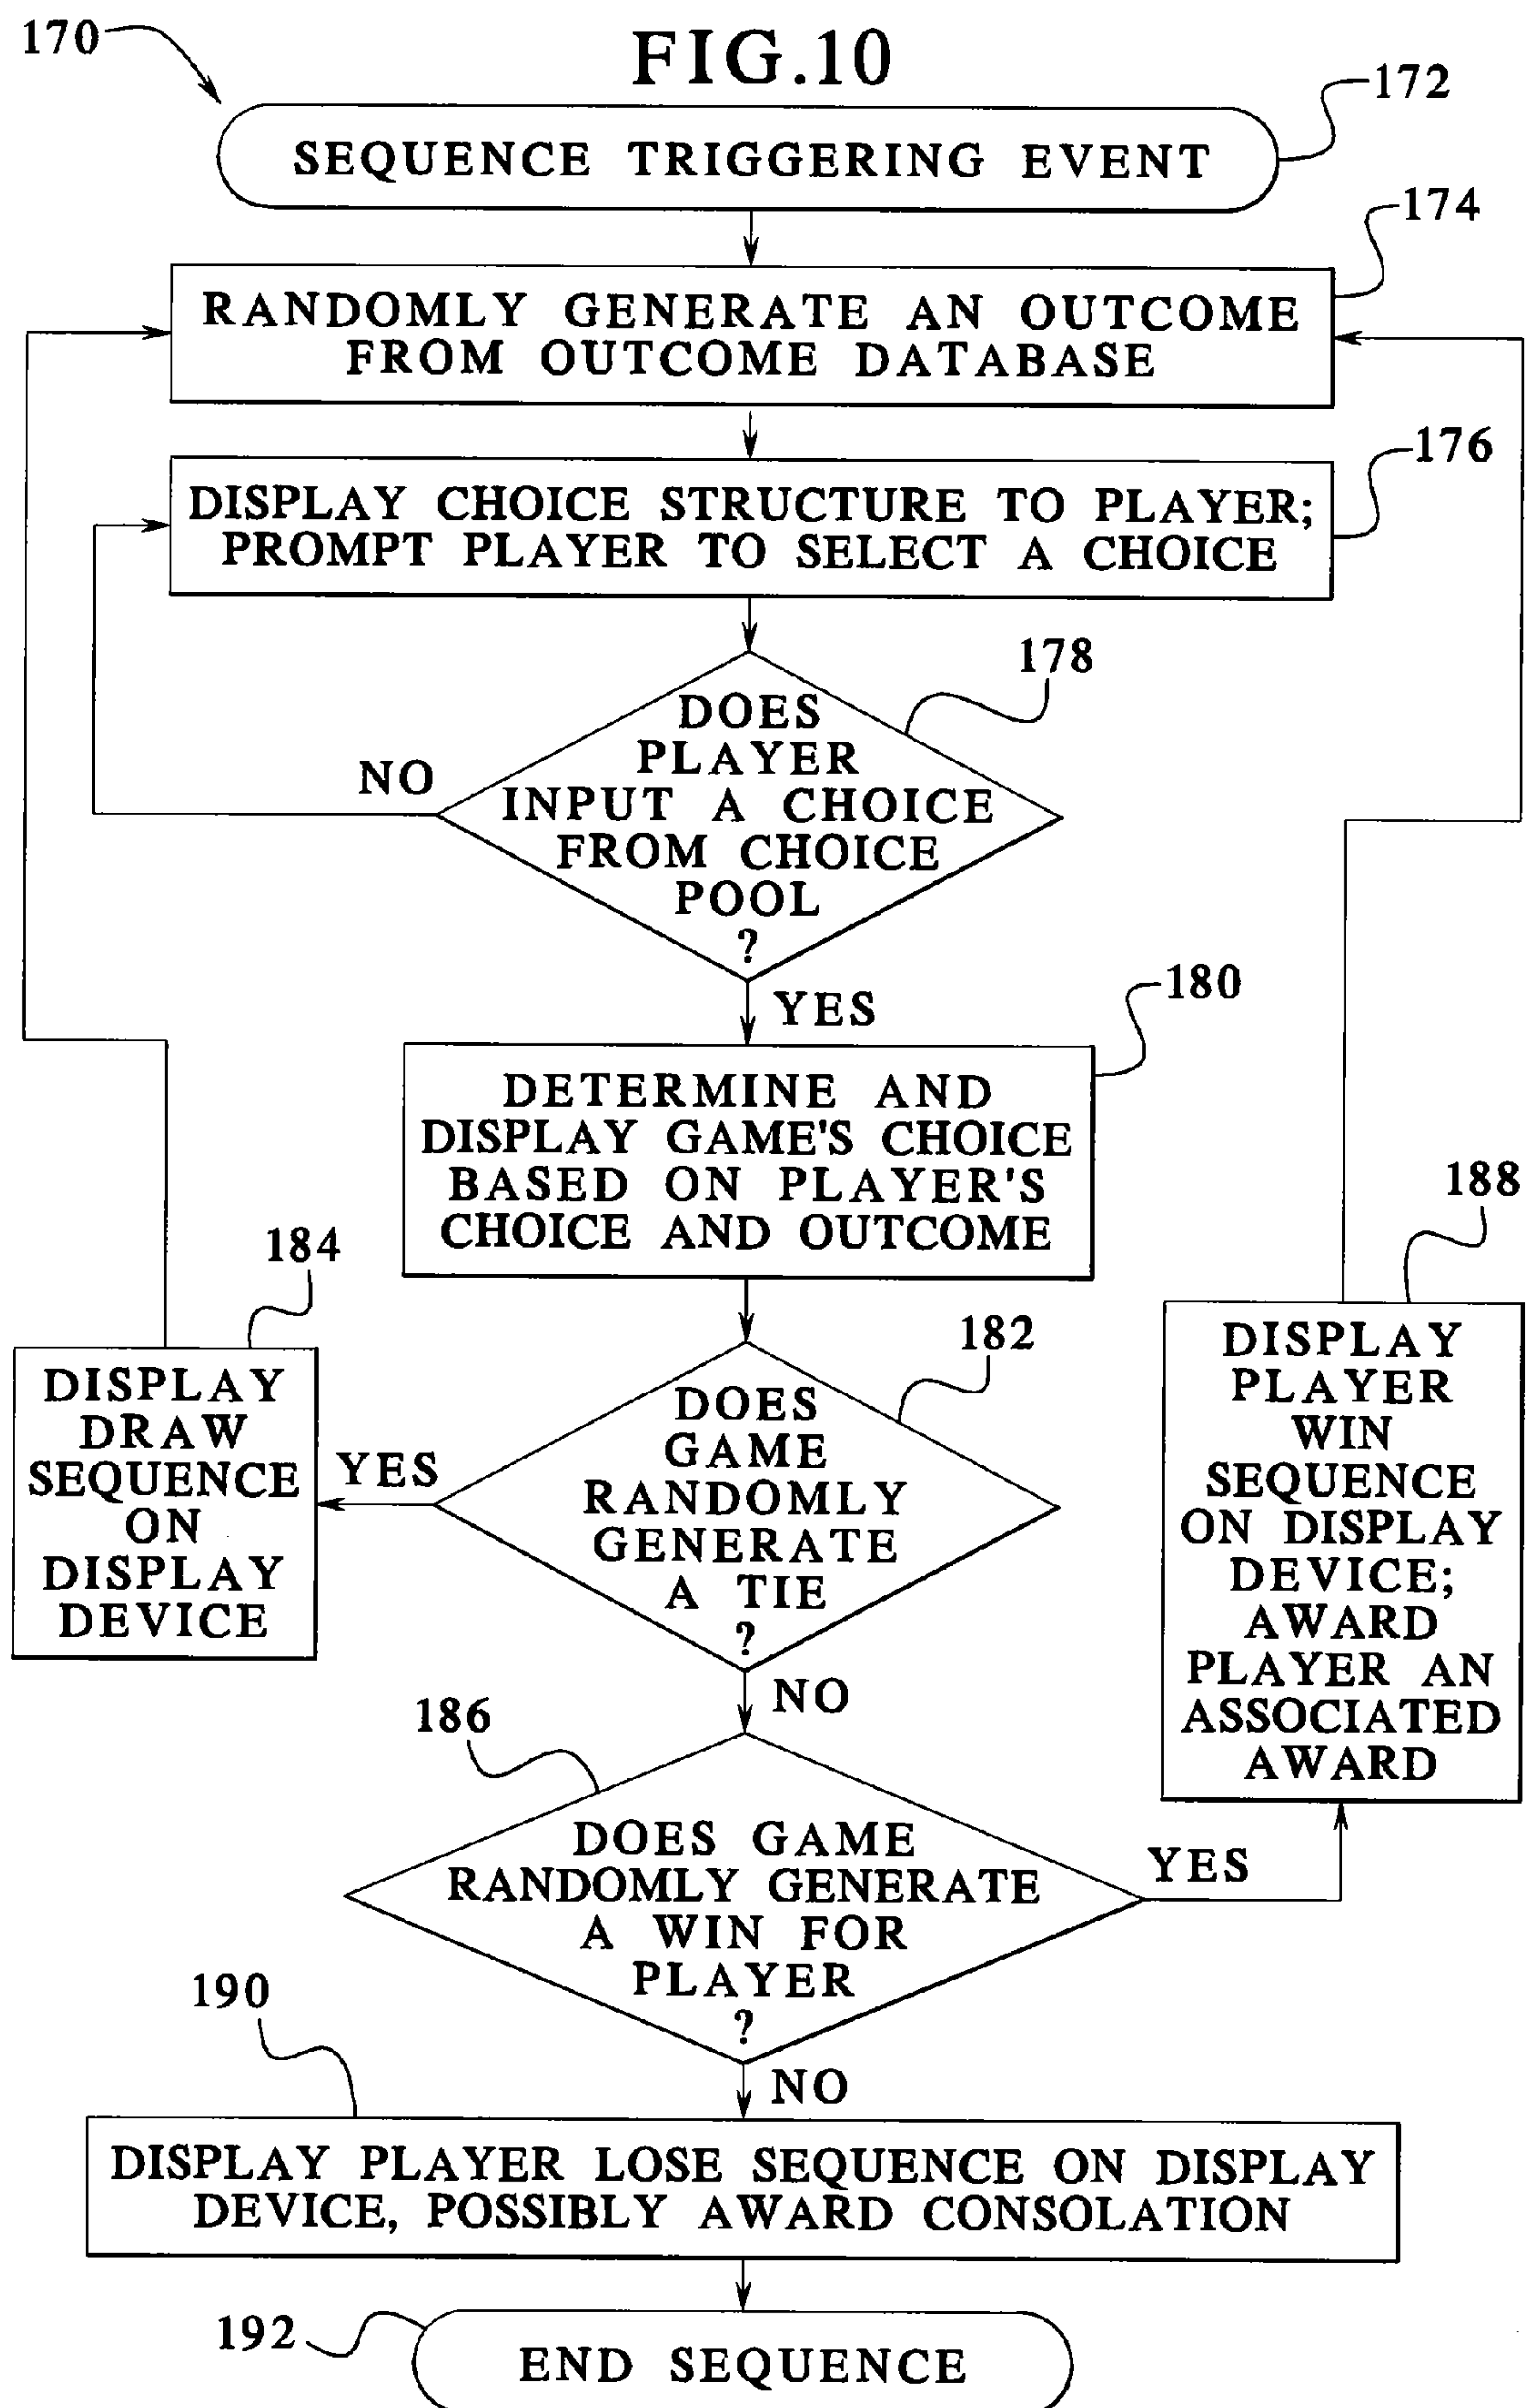 FIG.10
170
SEQUENCE TRIGGERING EVENT
172
174
RANDOMLY GENERATE AN OUTCOME
FROM OUTCOME DATABASE
176
DISPLAY CHOICE STRUCTURE TO PLAYER;
PROMPT PLAYER TO SELECT A CHOICE
178
DOES
PLAYER
INPUT A CHOICE
FROM CHOICE
POOL
?
NO
YES
180
DETERMINE AND
DISPLAY GAME'S CHOICE
BASED ON PLAYER'S
CHOICE AND OUTCOME
182
DOES
GAME
RANDOMLY
GENERATE
A TIE
?
YES
184
DISPLAY
DRAW
SEQUENCE
ON
DISPLAY
DEVICE
NO
186
DOES GAME
RANDOMLY GENERATE
A WIN FOR
PLAYER
?
YES
188
DISPLAY
PLAYER
WIN
SEQUENCE
ON DISPLAY
DEVICE;
AWARD
PLAYER AN
ASSOCIATED
AWARD
NO
190
DISPLAY PLAYER LOSE SEQUENCE ON DISPLAY
DEVICE, POSSIBLY AWARD CONSOLATION
192
END SEQUENCE